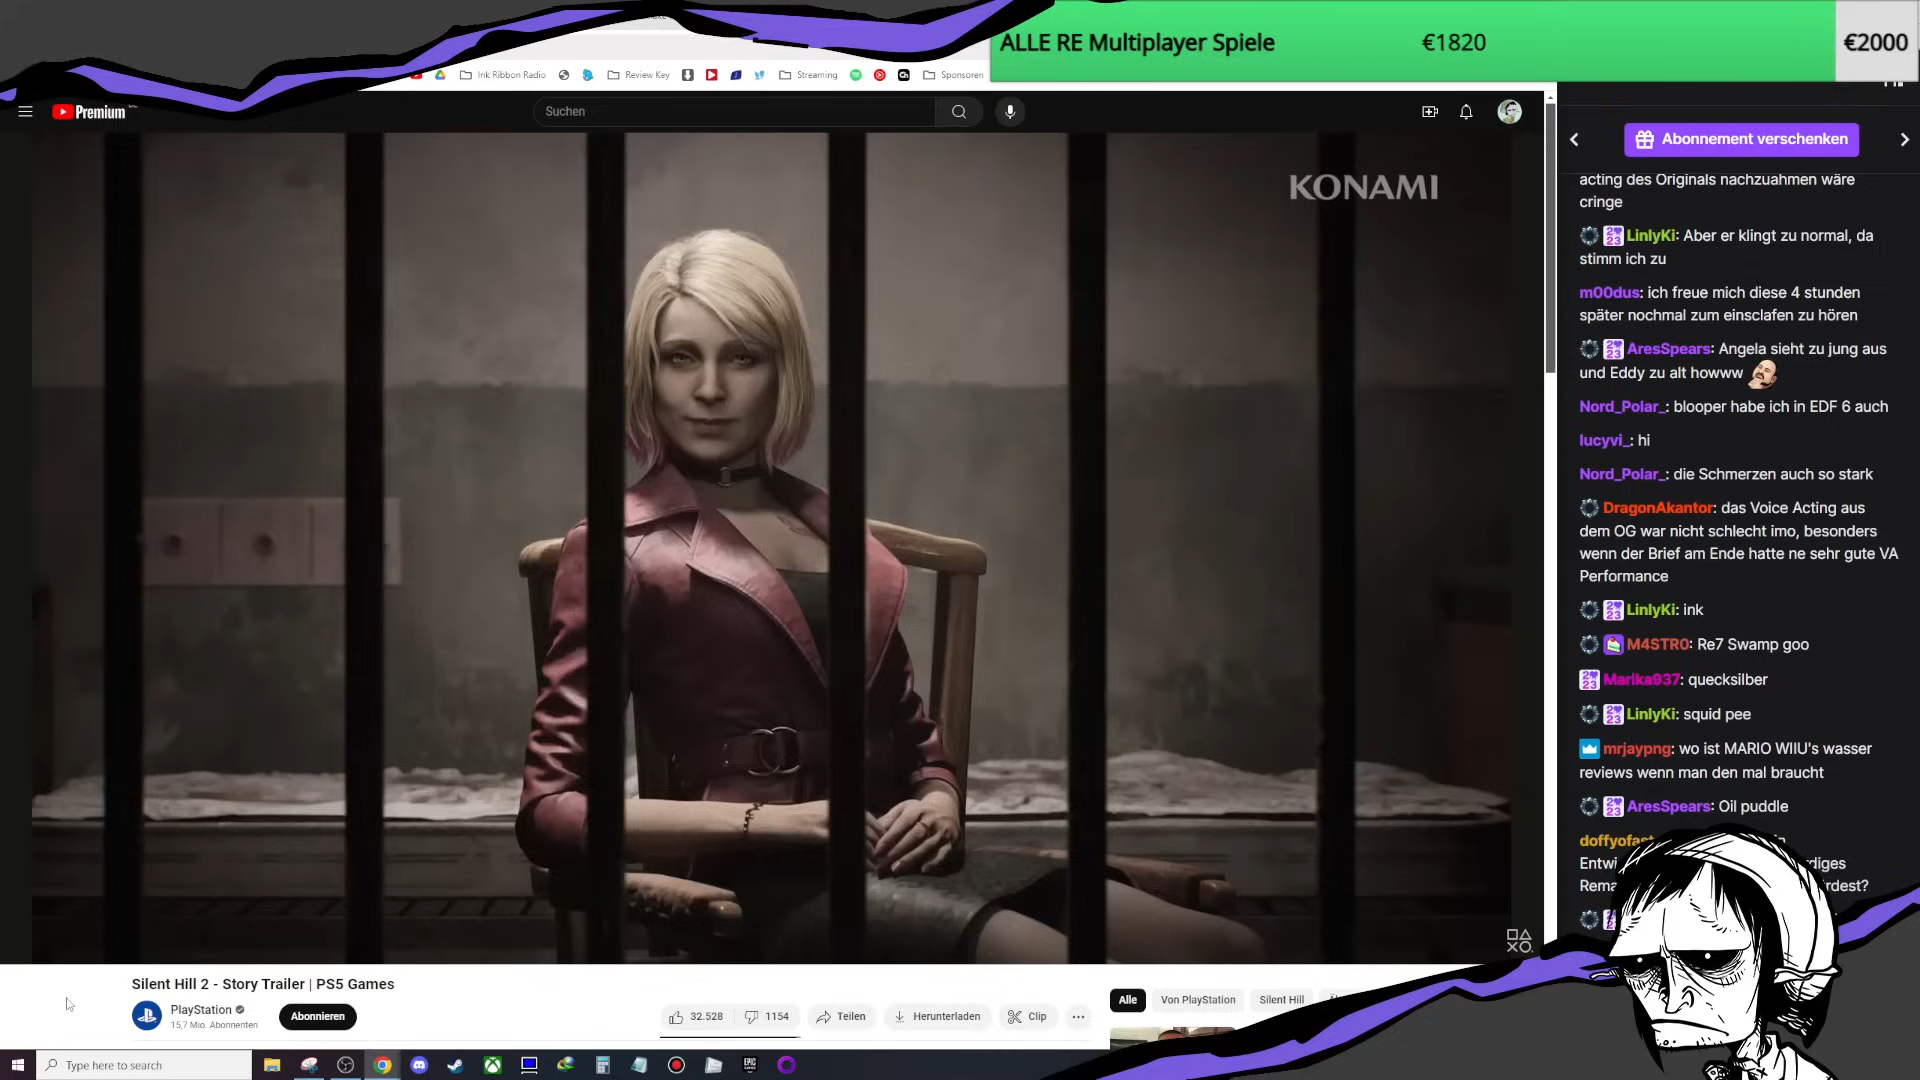 ALLE RE Multiplayer Spiele €1820 €2000
Ink Ribbon Radio Review Key Streaming Sponsoren
Premium Suchen
KONAMI
Abonnement verschenken
acting des Originals nachzuahmen wäre
cringe
LinlyKi: Aber er klingt zu normal, da
stimm ich zu
m00dus: ich freue mich diese 4 stunden
später nochmal zum einsclafen zu hören
AresSpears: Angela sieht zu jung aus
und Eddy zu alt howww
Nord_Polar_: blooper habe ich in EDF 6 auch
lucyvi_: hi
Nord_Polar_: die Schmerzen auch so stark
DragonAkantor: das Voice Acting aus
dem OG war nicht schlecht imo, besonders
wenn der Brief am Ende hatte ne sehr gute VA
Performance
LinlyKi: ink
M4STR0: Re7 Swamp goo
Marika937: quecksilber
LinlyKi: squid pee
mrjaypng: wo ist MARIO WIIU's wasser
reviews wenn man den mal braucht
AresSpears: Oil puddle
Silent Hill 2 - Story Trailer | PS5 Games
PlayStation
15,7 Mio. Abonnenten
Abonnieren
32.528 1154 Teilen Herunterladen Clip
Alle Von PlayStation Silent Hill
Type here to search